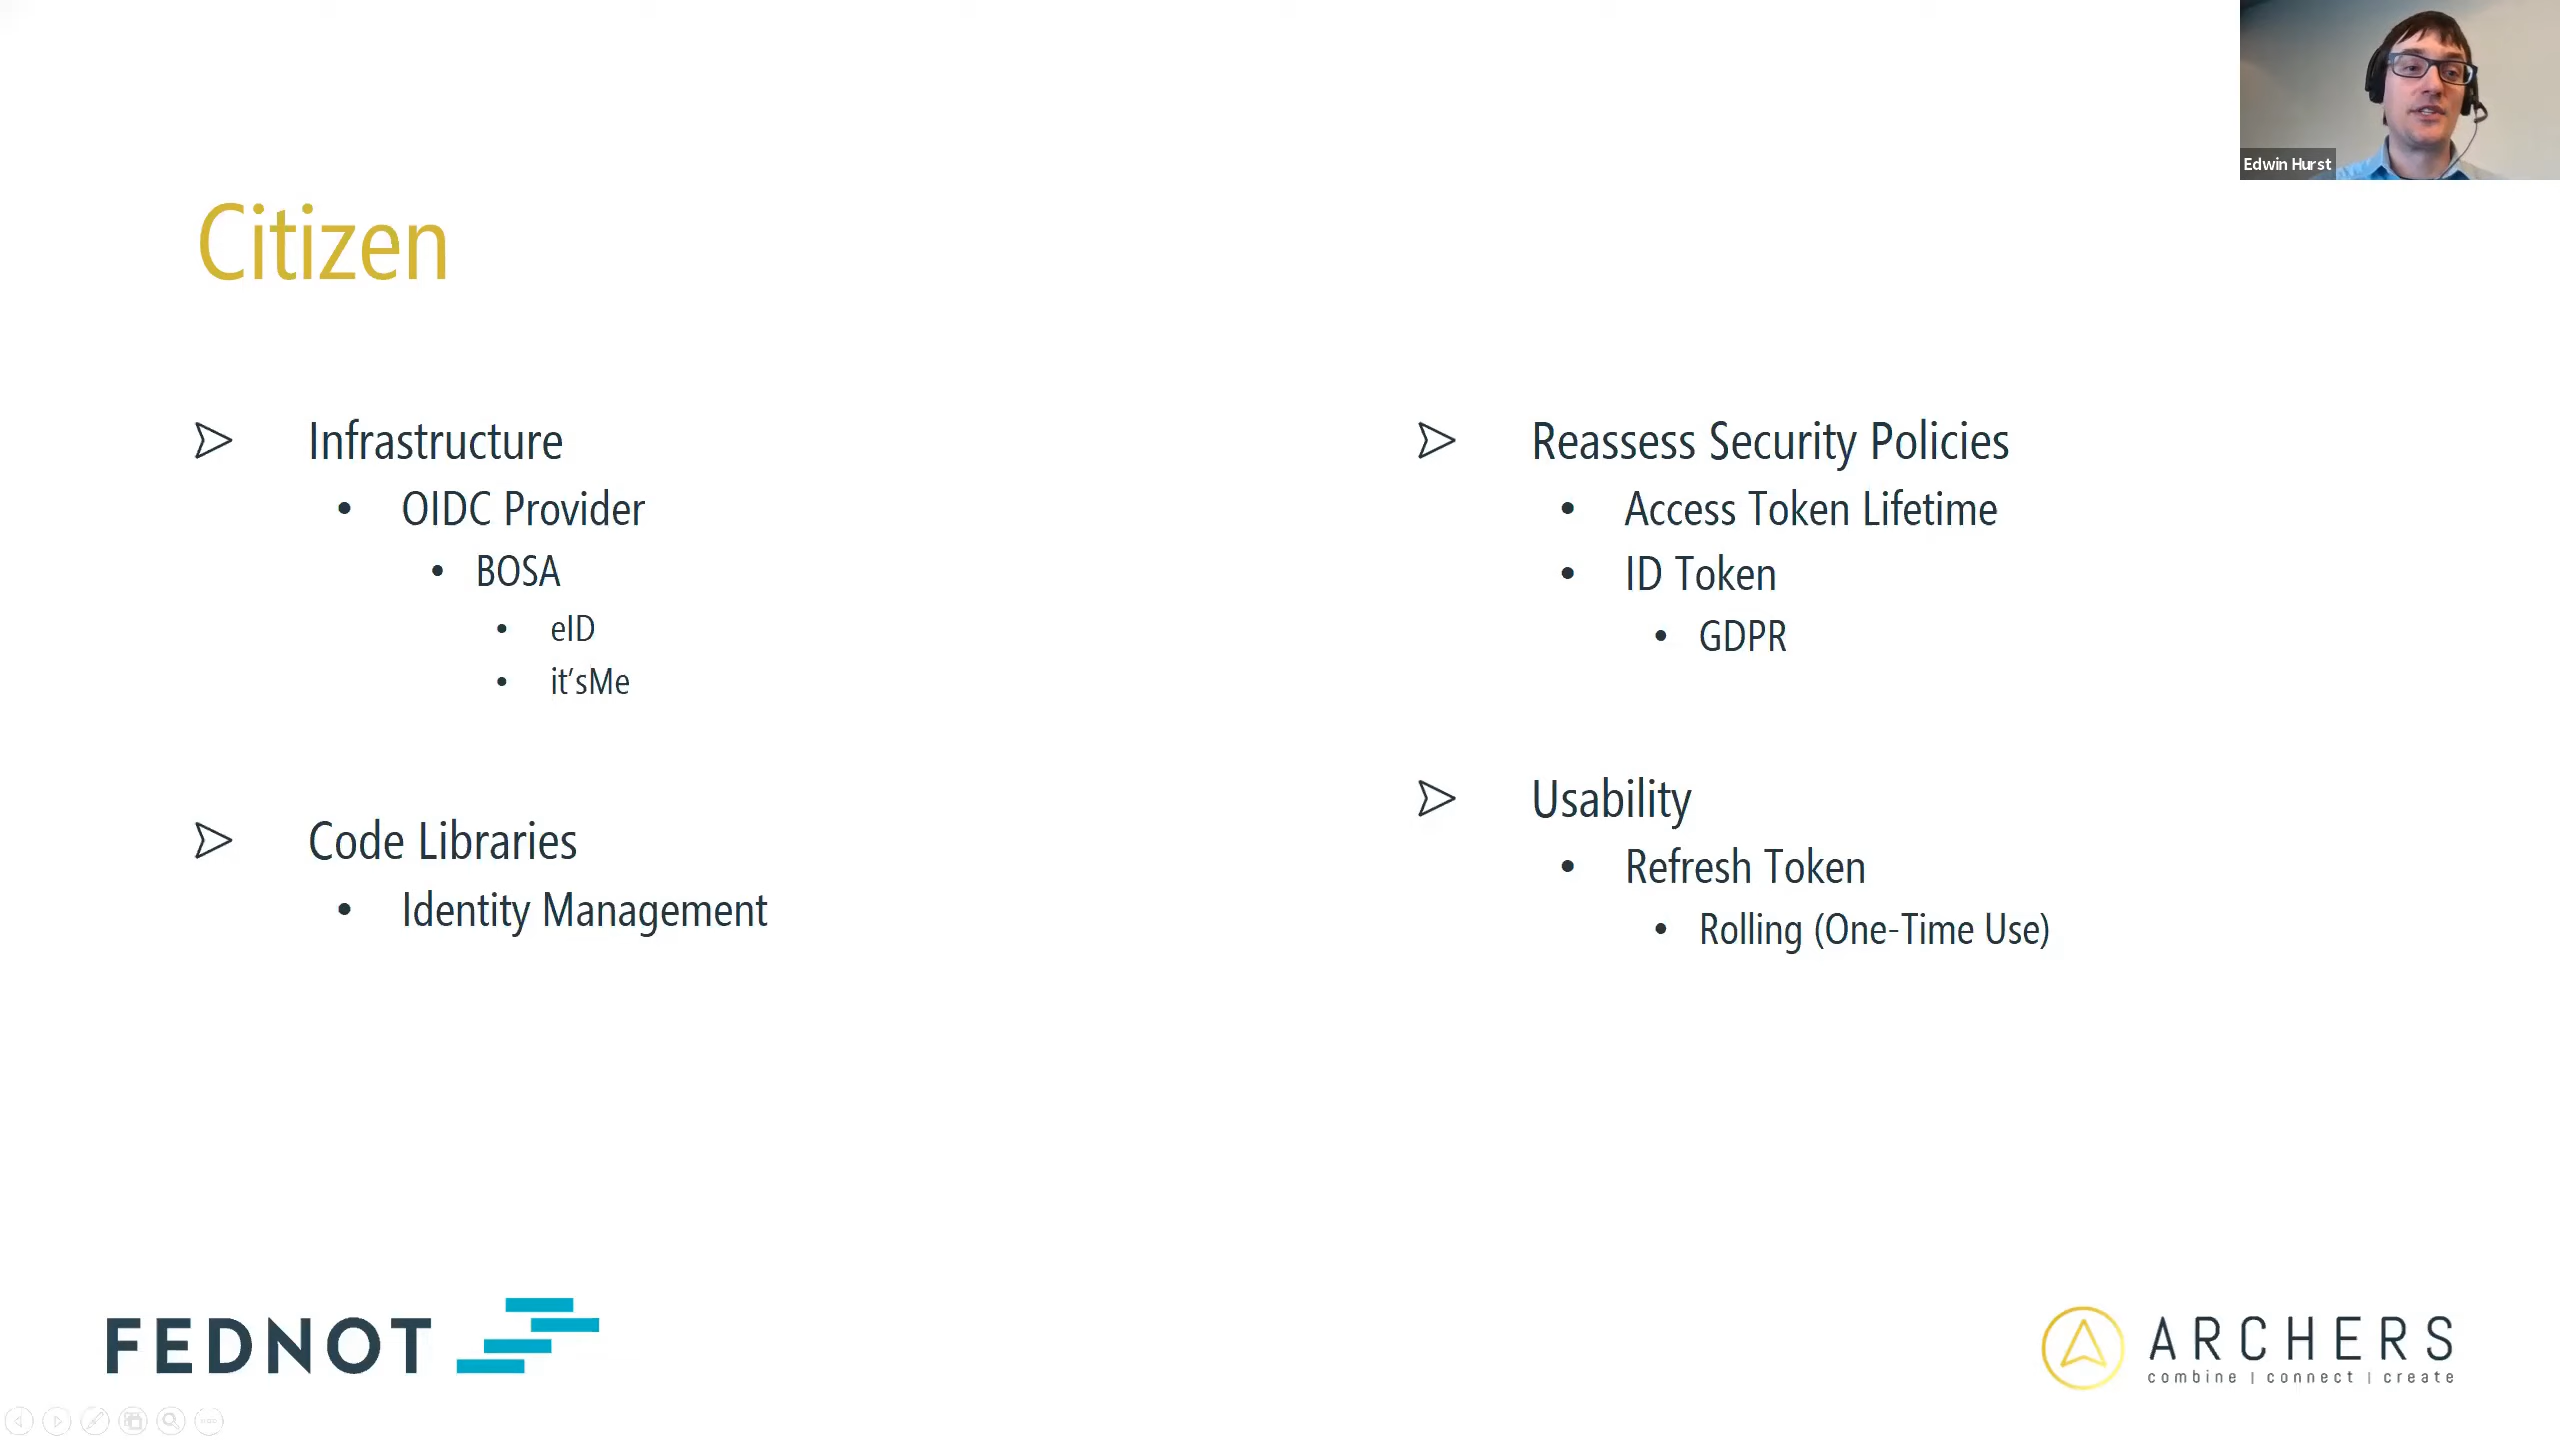 Citizen
Infrastructure
OIDC Provider
BOSA
eID
it’sMe
Code Libraries
Identity Management
Reassess Security Policies
Access Token Lifetime
ID Token
GDPR
Usability
Refresh Token
Rolling (One-Time Use)
Edwin Hurst
FEDNOT
ARCHERS
combine | connect | create